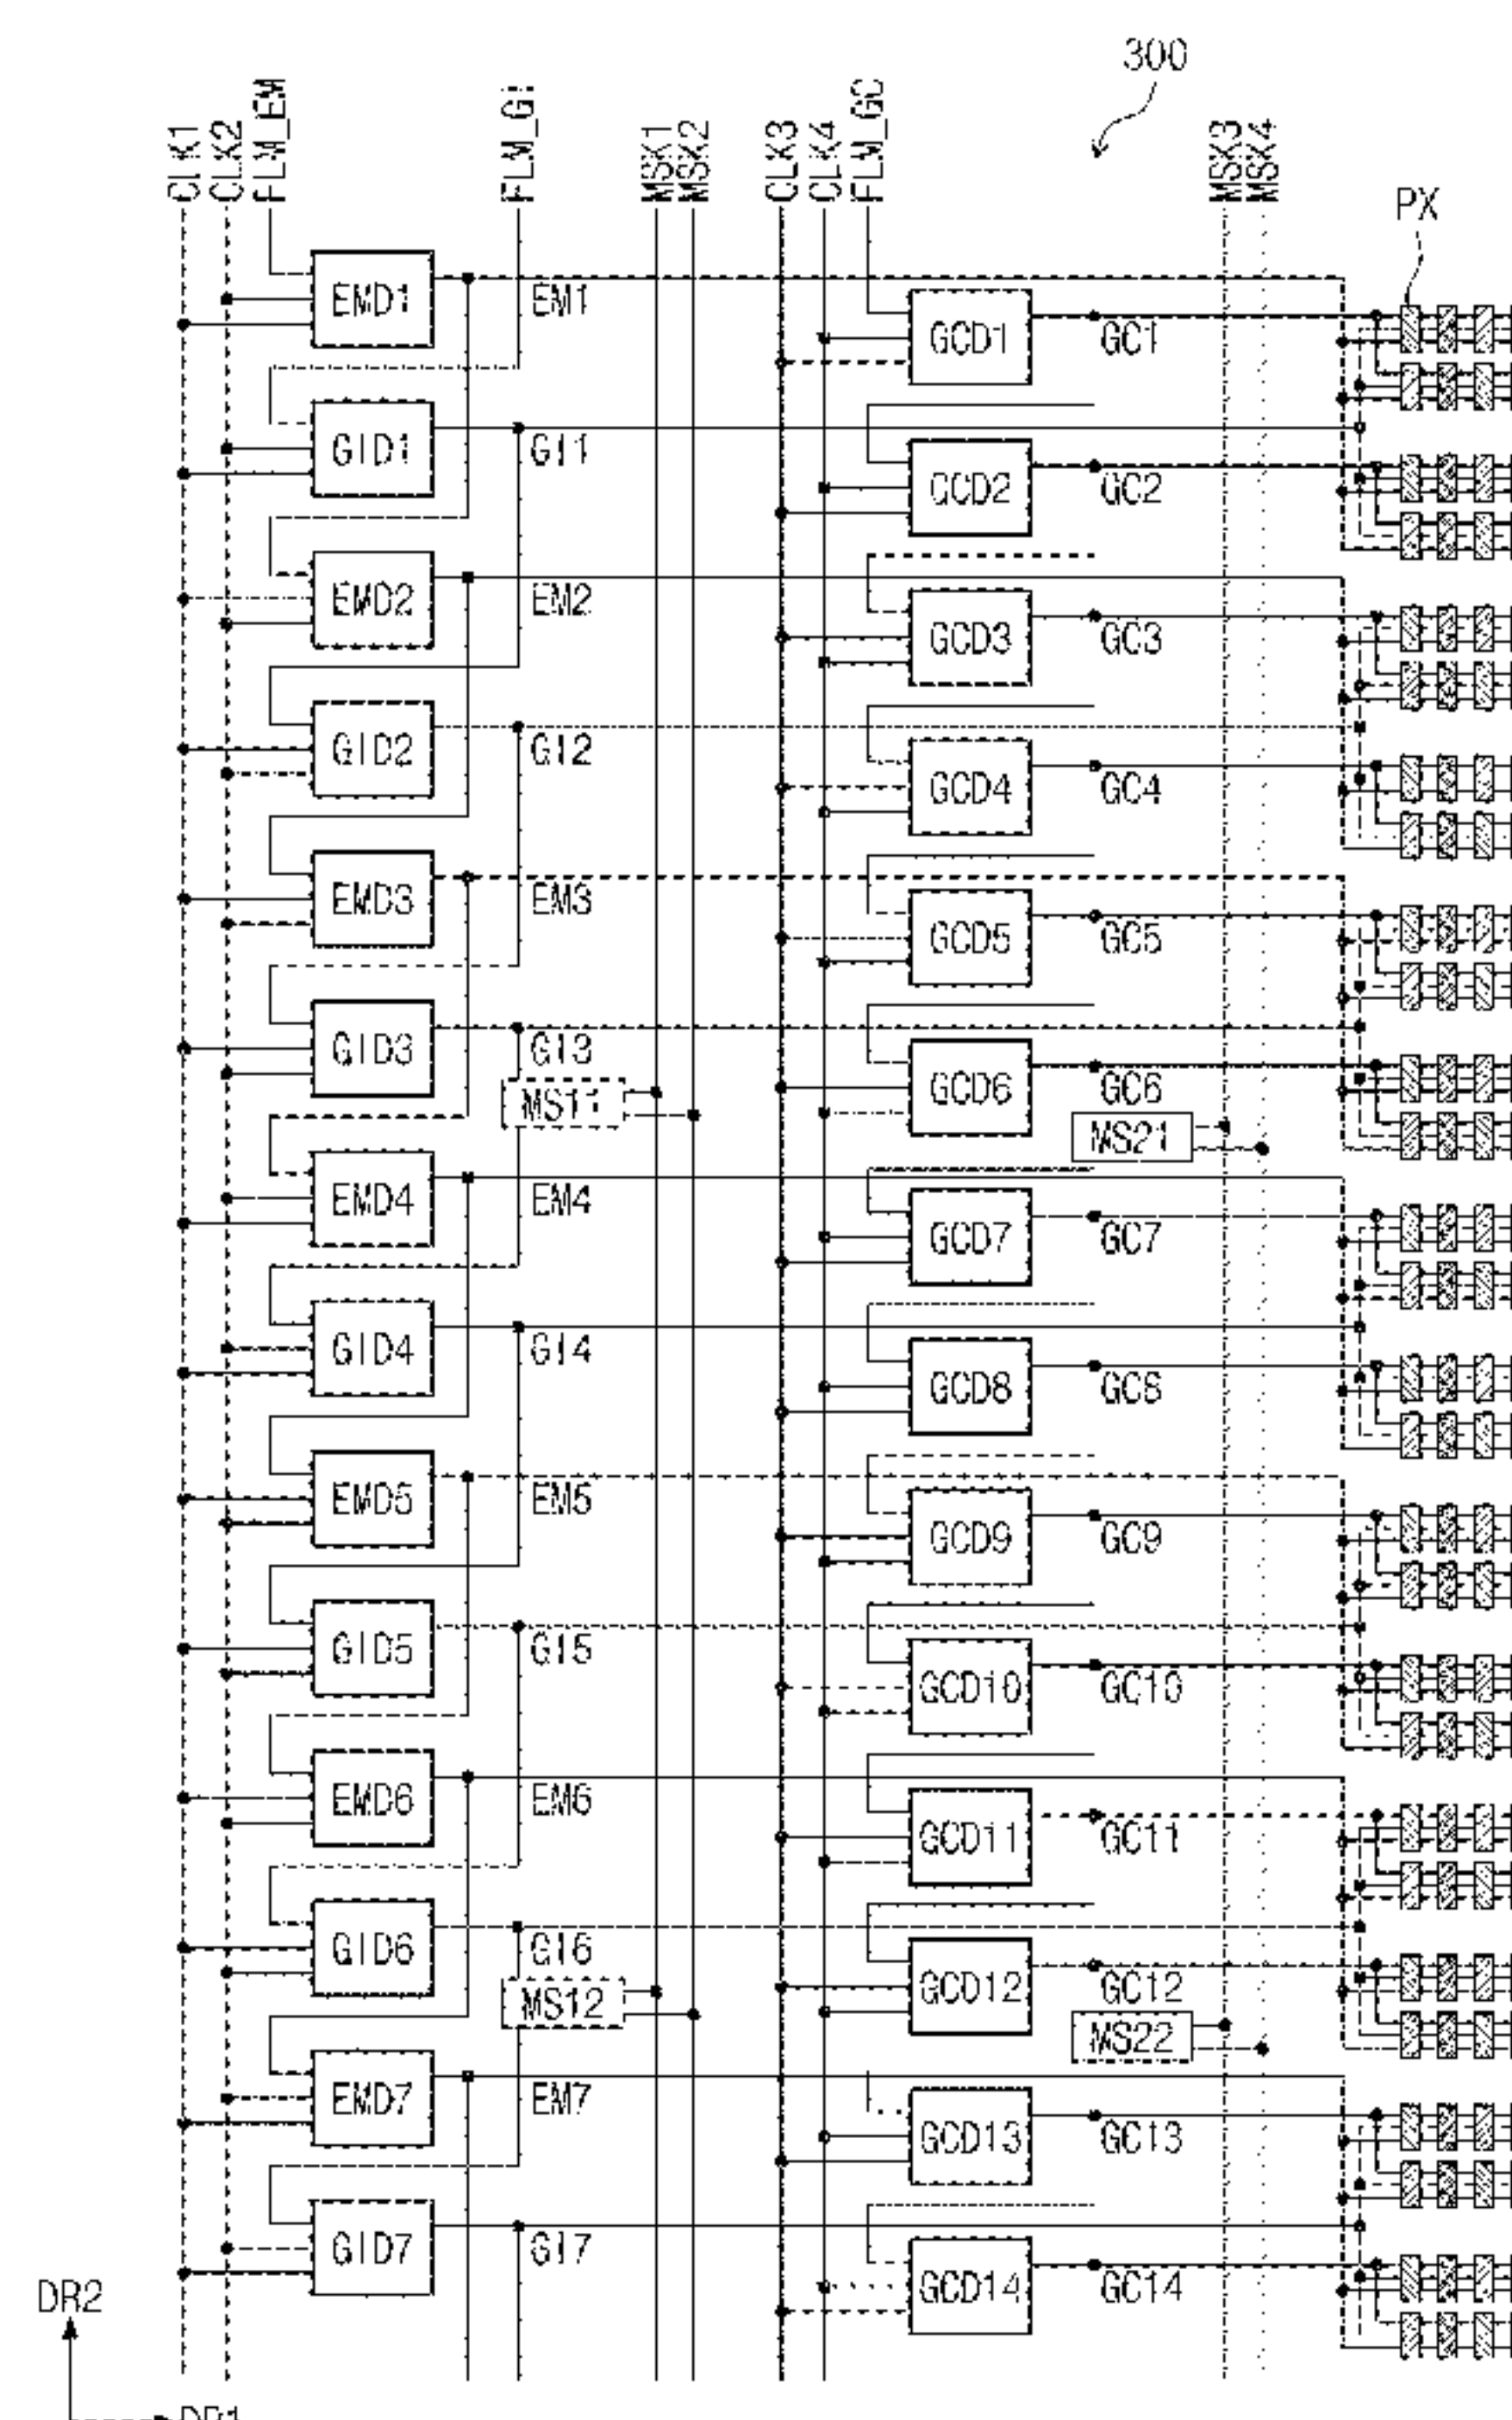 300
CLK1
CLK2
FLM_EM
FLM_GI
MSK1
MSK2
CLK3
CLK4
FLM_GC
MSK3
MSK4
PX
EMD1
EM1
GCD1
GC1
GID1
GI1
GCD2
GC2
EMD2
EM2
GCD3
GC3
GID2
GI2
GCD4
GC4
EMD3
EM3
GCD5
GC5
GID3
GI3
MS11
GCD6
GC6
MS21
EMD4
EM4
GCD7
GC7
GID4
GI4
GCD8
GC8
EMD5
EM5
GCD9
GC9
GID5
GI5
GCD10
GC10
EMD6
EM6
GCD11
GC11
GID6
GI6
MS12
GCD12
GC12
MS22
EMD7
EM7
GCD13
GC13
GID7
GI7
GCD14
GC14
DR2
DR1